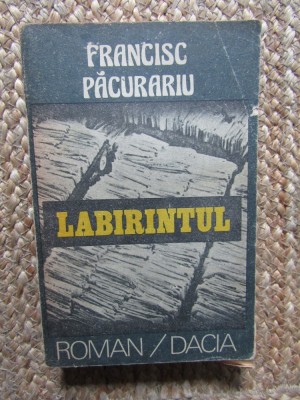 FRANCISC
PĂCURARIU
LABIRINTUL
ROMAN / DACIA